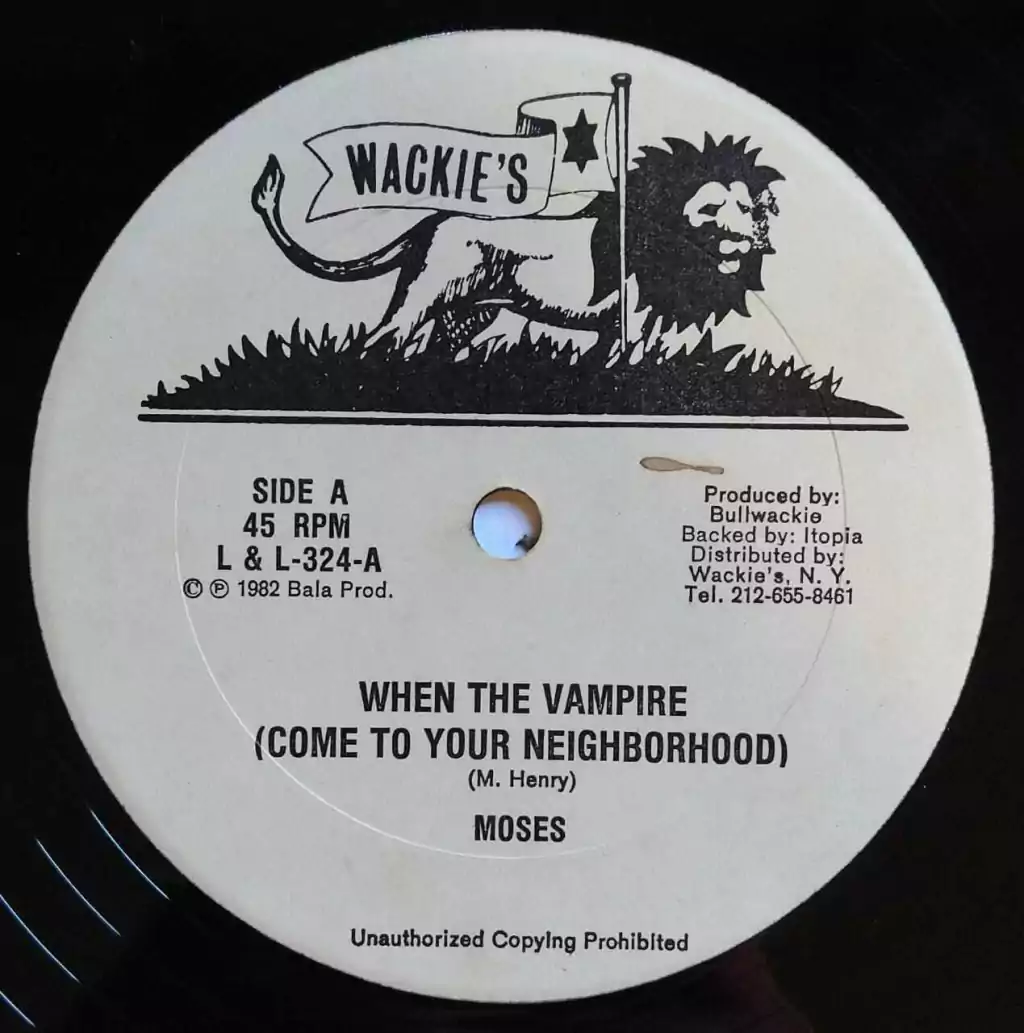 WACKIE'S
SIDE A
45 RPM
L & L-324-A
© ℗ 1982 Bala Prod.
Produced by:
Bullwackie
Backed by: Itopia
Distributed by:
Wackie's, N. Y.
Tel. 212-655-8461
WHEN THE VAMPIRE
(COME TO YOUR NEIGHBORHOOD)
(M. Henry)
MOSES
Unauthorized Copying Prohibited